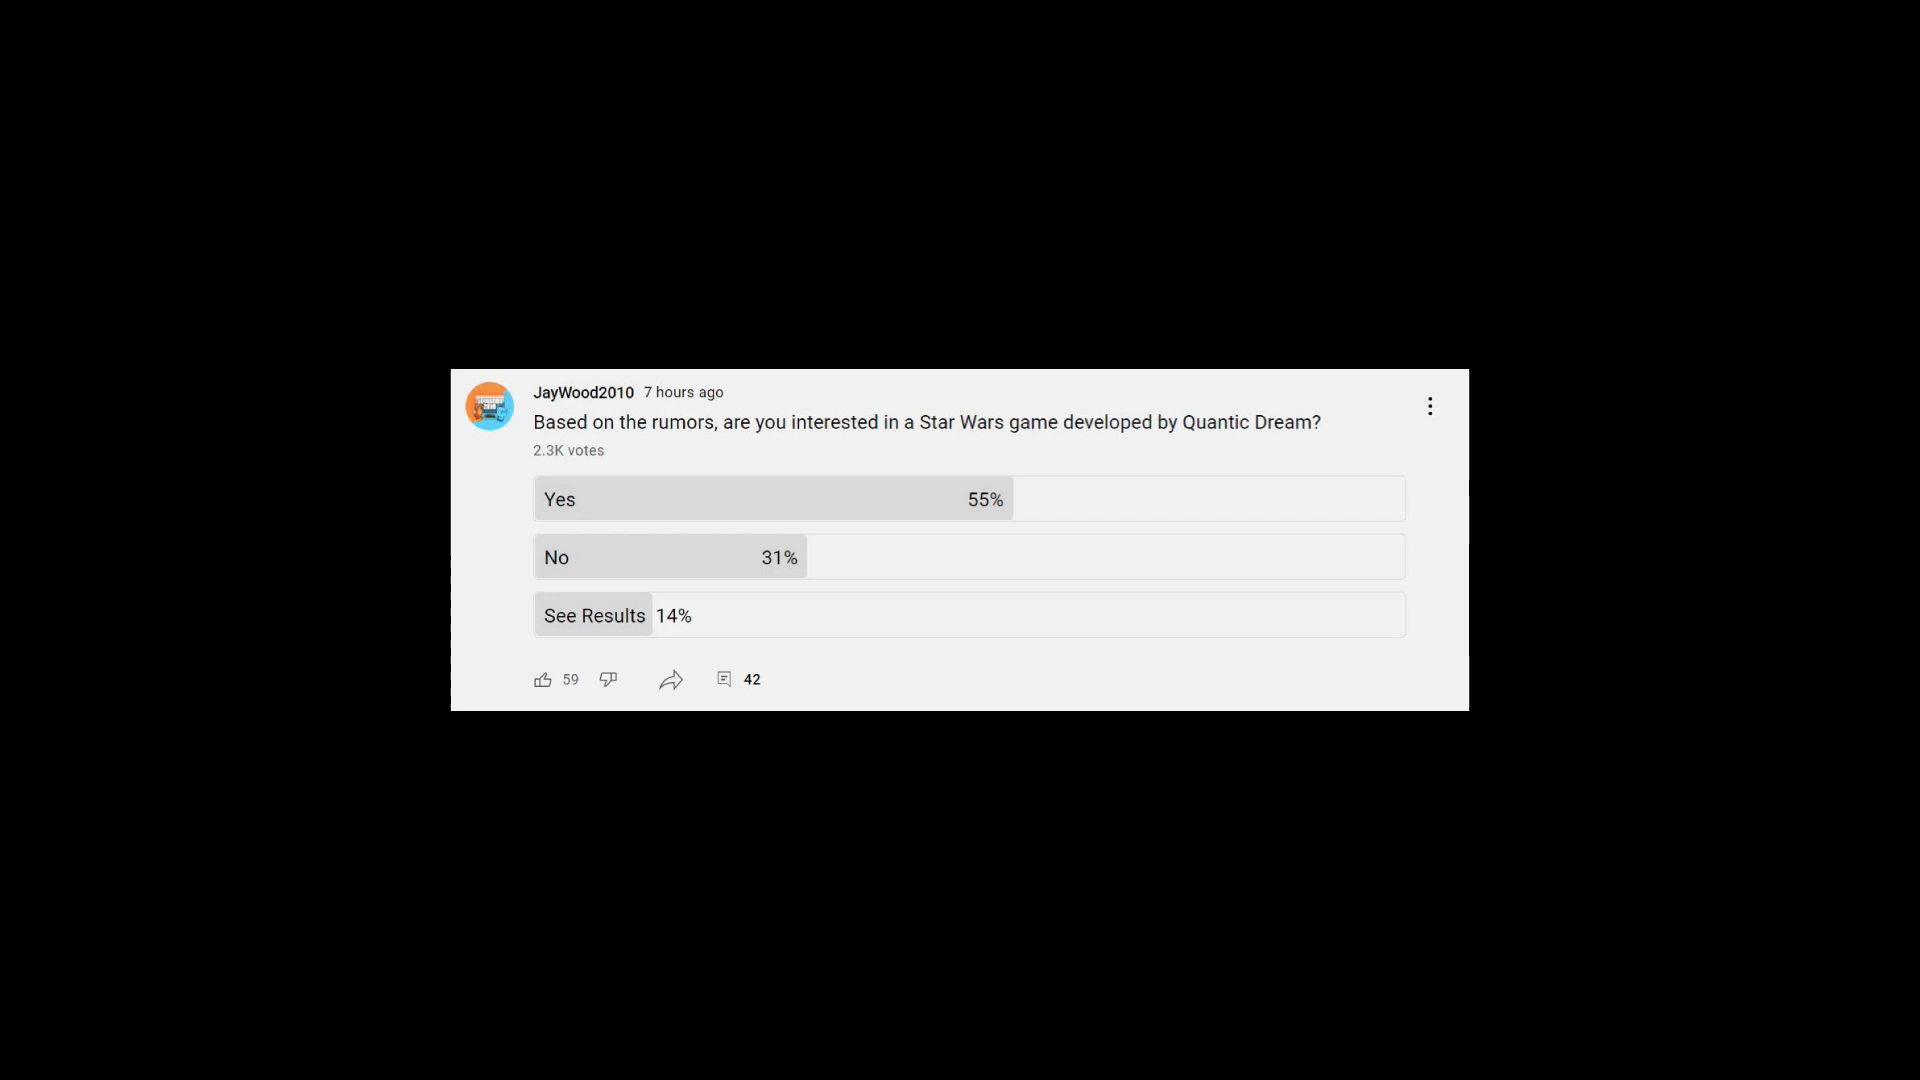 JayWood2010 7 hours ago
Based on the rumors, are you interested in a Star Wars game developed by Quantic Dream?
2.3K votes
Yes 55%
No 31%
See Results 14%
59 42